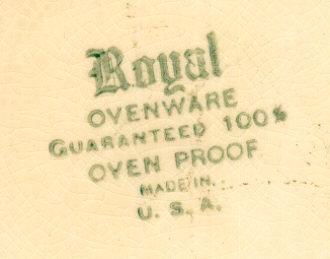 Royal
OVENWARE
GUARANTEED 100%
OVEN PROOF
MADE IN
U. S. A.